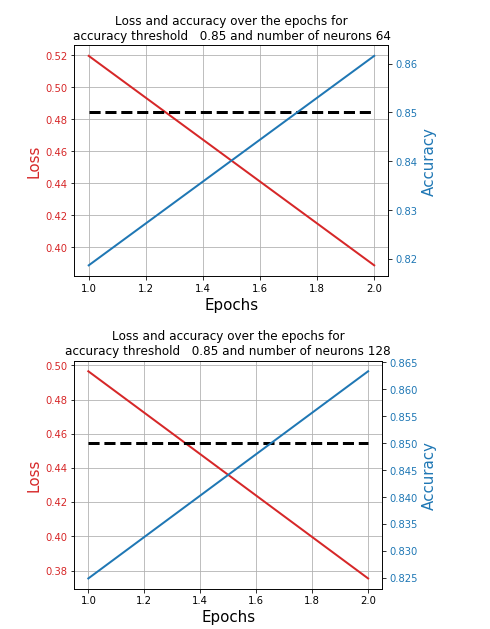 Loss and accuracy over the epochs for
accuracy threshold   0.85 and number of neurons 64
0.52
0.50
0.48
0.46
0.44
0.42
0.40
Loss
0.86
0.85
0.84
0.83
0.82
Accuracy
1.0 1.2 1.4 1.6 1.8 2.0
Epochs
Loss and accuracy over the epochs for
accuracy threshold   0.85 and number of neurons 128
0.50
0.48
0.46
0.44
0.42
0.40
0.38
Loss
0.865
0.860
0.855
0.850
0.845
0.840
0.835
0.830
0.825
Accuracy
1.0 1.2 1.4 1.6 1.8 2.0
Epochs